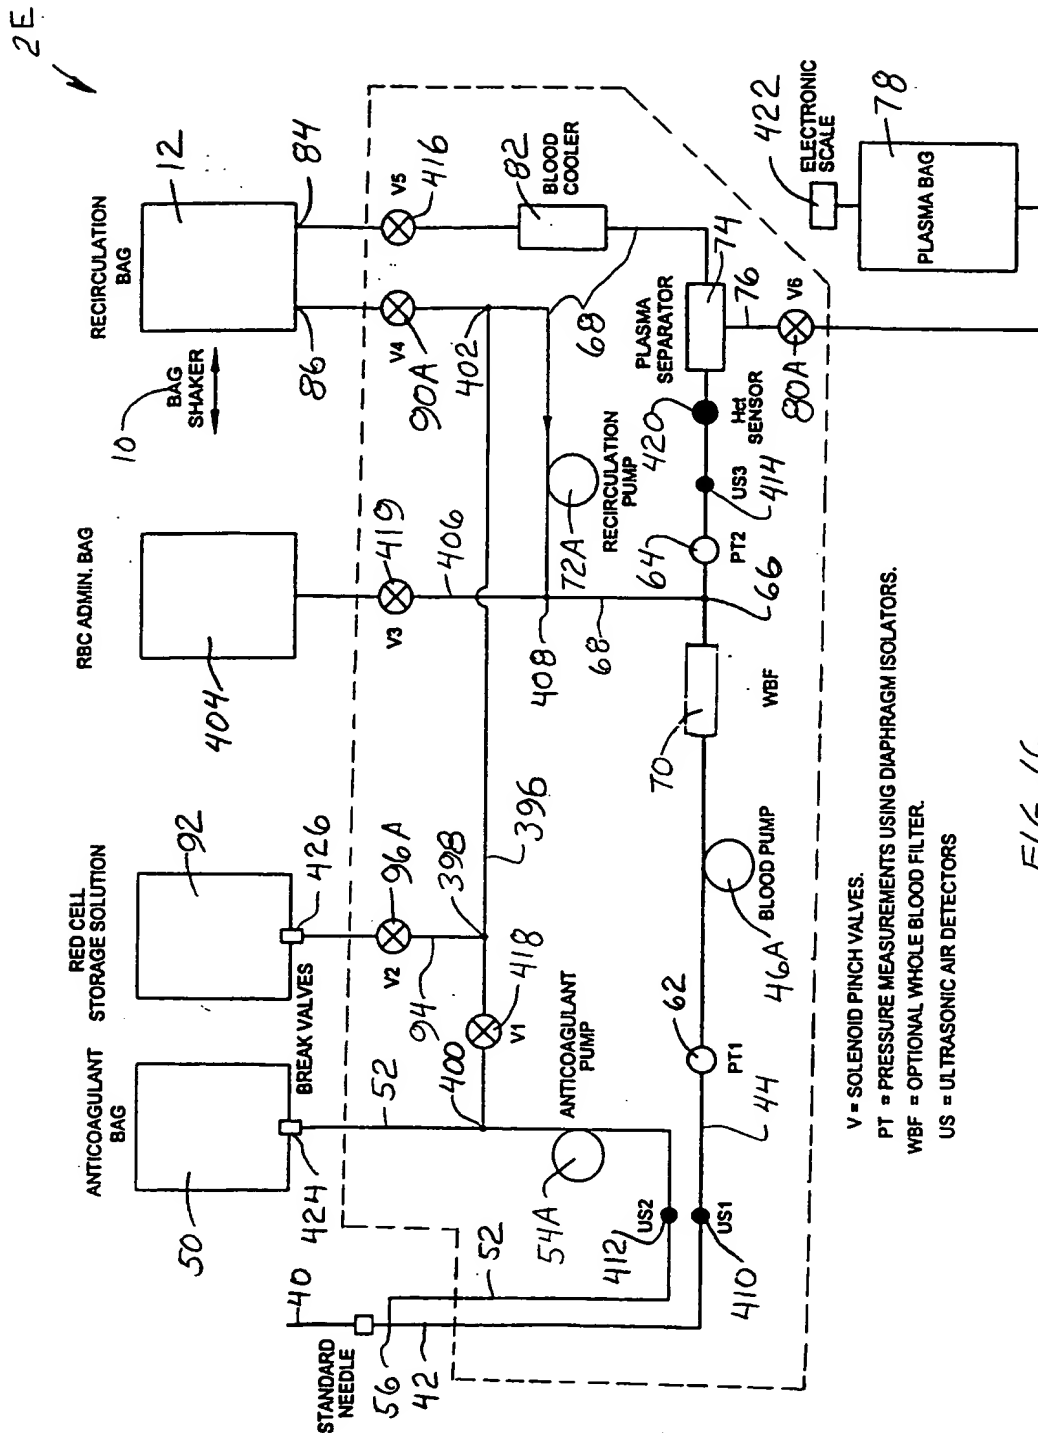 2E
RECIRCULATION
BAG
12
84
86
10
BAG
SHAKER
V5
416
V4
90A
402
82
BLOOD
COOLER
68
74
PLASMA
SEPARATOR
76
V6
80A
ELECTRONIC
SCALE
422
78
PLASMA BAG
RBC ADMIN. BAG
404
V3
419
406
408
RECIRCULATION
PUMP
72A
68
420
Hct
SENSOR
US3
414
64
PT2
66
RED CELL
STORAGE SOLUTION
92
426
BREAK VALVES
V2
96A
94
398
396
418
V1
400
WBF
70
BLOOD PUMP
46A
ANTICOAGULANT
BAG
50
424
52
ANTICOAGULANT
PUMP
54A
62
PT1
44
US2
412
US1
410
52
STANDARD
NEEDLE
40
56
42
V = SOLENOID PINCH VALVES.
PT = PRESSURE MEASUREMENTS USING DIAPHRAGM ISOLATORS.
WBF = OPTIONAL WHOLE BLOOD FILTER.
US = ULTRASONIC AIR DETECTORS